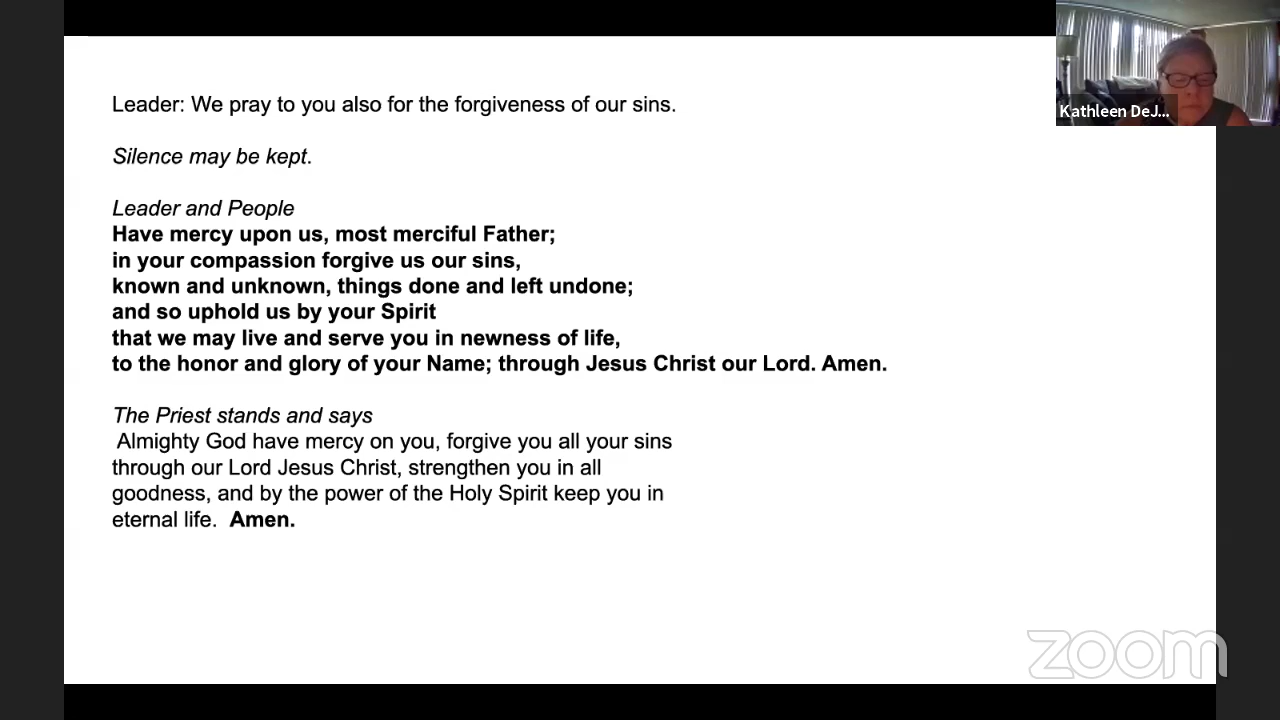 Leader: We pray to you also for the forgiveness of our sins.
Silence may be kept.
Leader and People
Have mercy upon us, most merciful Father;
in your compassion forgive us our sins,
known and unknown, things done and left undone;
and so uphold us by your Spirit
that we may live and serve you in newness of life,
to the honor and glory of your Name; through Jesus Christ our Lord. Amen.
The Priest stands and says
Almighty God have mercy on you, forgive you all your sins
through our Lord Jesus Christ, strengthen you in all
goodness, and by the power of the Holy Spirit keep you in
eternal life. Amen.
Kathleen DeJ...
zoom